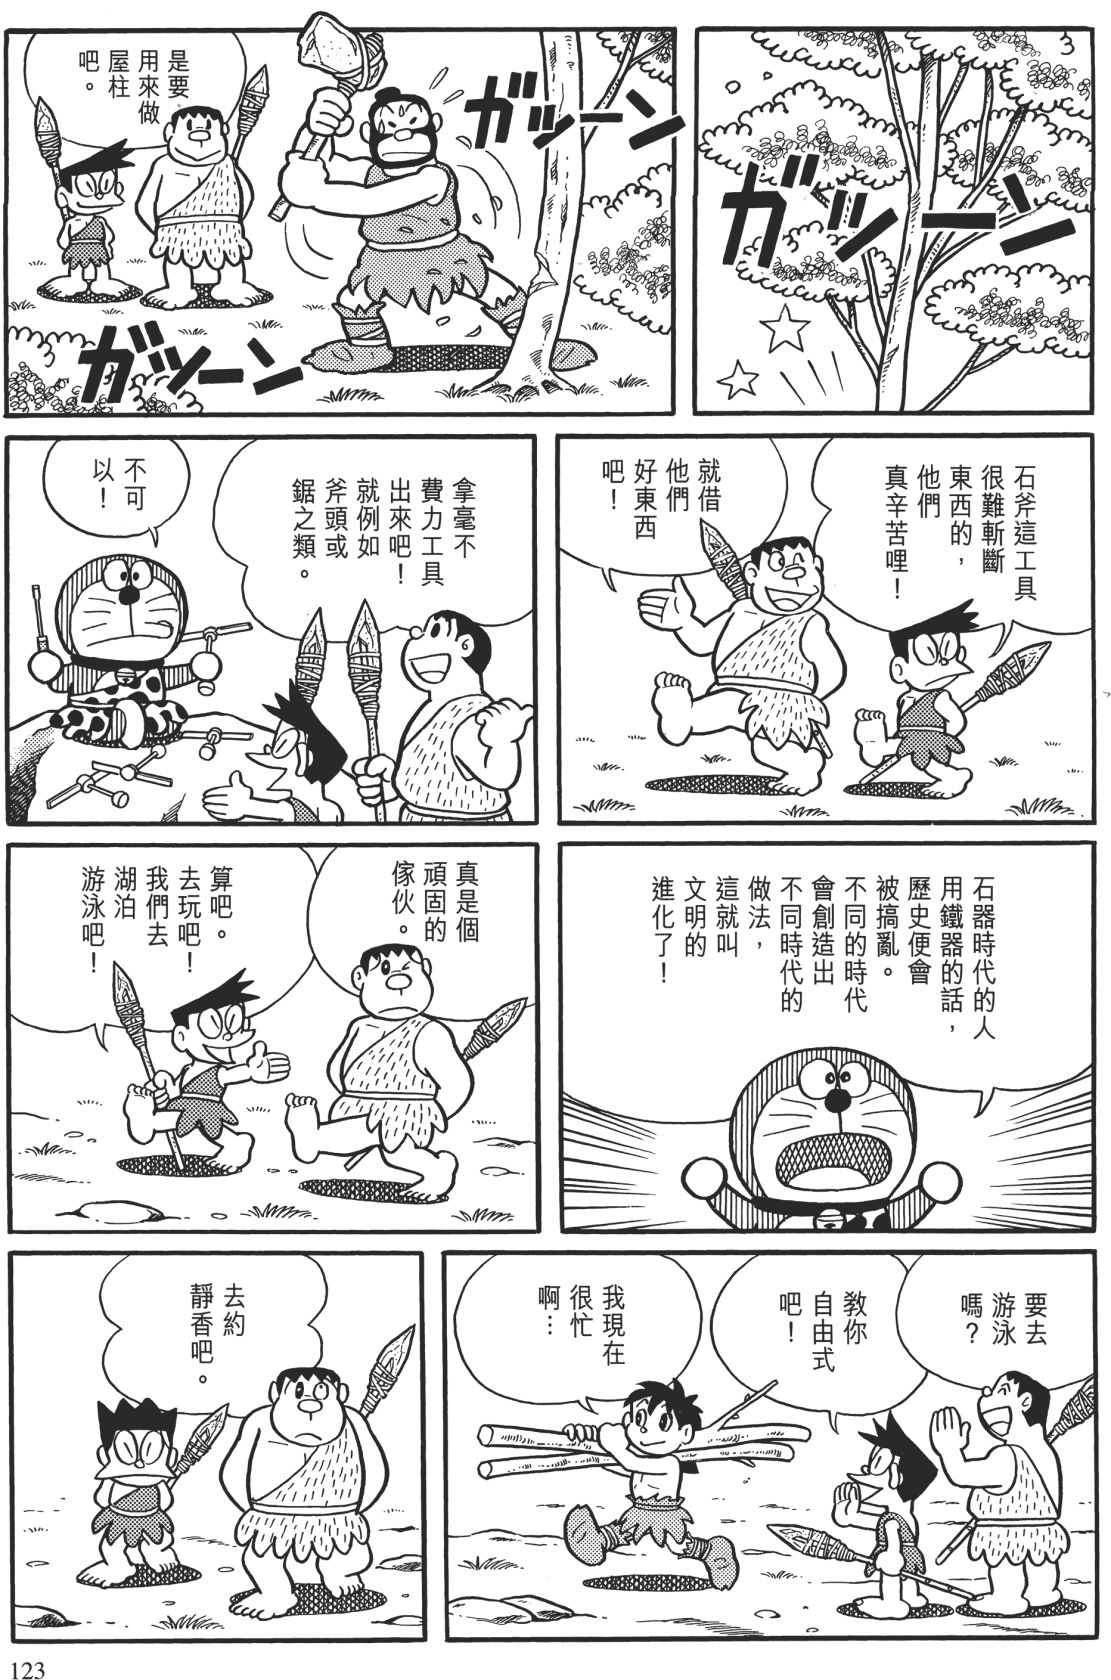 ガツーン
ガツーン
ガツーン
是要
用來做
屋柱
吧。
石斧這工具
很難斬斷
東西的，
他們
真辛苦哩！
就借
他們
好東西
吧！
拿毫不
費力工具
出來吧！
就例如
斧頭或
鋸之類。
不可
以！
石器時代的人
用鐵器的話，
歷史便會
被搞亂。
不同的時代
會創造出
不同時代的
做法，
這就叫
文明的
進化了！
真是個
頑固的
傢伙。
算吧。
去玩吧！
我們去
湖泊
游泳吧！
要去
游泳
嗎？
教你
自由式
吧！
我現在
很忙
啊…
去約
靜香吧。
123